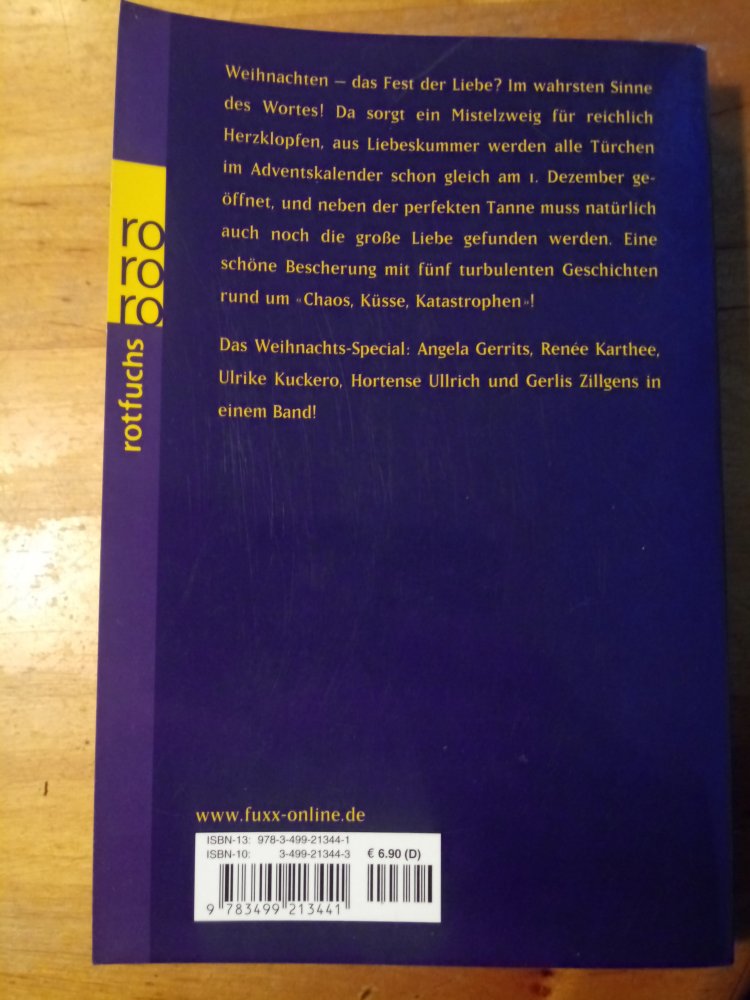 Weihnachten – das Fest der Liebe? Im wahrsten Sinne
des Wortes! Da sorgt ein Mistelzweig für reichlich
Herzklopfen, aus Liebeskummer werden alle Türchen
im Adventskalender schon gleich am 1. Dezember ge-
öffnet, und neben der perfekten Tanne muss natürlich
auch noch die große Liebe gefunden werden. Eine
schöne Bescherung mit fünf turbulenten Geschichten
rund um «Chaos, Küsse, Katastrophen»!
Das Weihnachts-Special: Angela Gerrits, Renée Karthee,
Ulrike Kuckero, Hortense Ullrich und Gerlis Zillgens in
einem Band!
ro
ro
ro
rotfuchs
www.fuxx-online.de
ISBN-13: 978-3-499-21344-1
ISBN-10: 3-499-21344-3 € 6.90 (D)
9 783499 213441